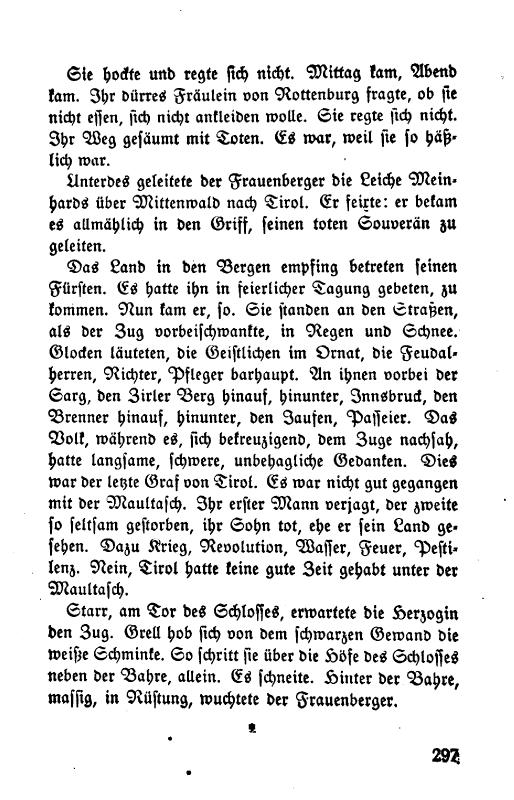 Sie hockte und regte sich nicht. Mittag kam, Abend
kam. Ihr dürres Fräulein von Rottenburg fragte, ob sie
nicht essen, sich nicht ankleiden wolle. Sie regte sich nicht.
Ihr Weg gesäumt mit Toten. Es war, weil sie so häß-
lich war.
Unterdes geleitete der Frauenberger die Leiche Mein-
hards über Mittenwald nach Tirol. Er feixte: er bekam
es allmählich in den Griff, seinen toten Souverän zu
geleiten.
Das Land in den Bergen empfing betreten seinen
Fürsten. Es hatte ihn in feierlicher Tagung gebeten, zu
kommen. Nun kam er, so. Sie standen an den Straßen,
als der Zug vorbeischwankte, in Regen und Schnee.
Glocken läuteten, die Geistlichen im Ornat, die Feudal-
herren, Richter, Pfleger barhaupt. An ihnen vorbei der
Sarg, den Zirler Berg hinauf, hinunter, Innsbruck, den
Brenner hinauf, hinunter, den Jaufen, Passeier. Das
Volk, während es, sich bekreuzigend, dem Zuge nachsah,
hatte langsame, schwere, unbehagliche Gedanken. Dies
war der letzte Graf von Tirol. Es war nicht gut gegangen
mit der Maultasch. Ihr erster Mann verjagt, der zweite
so seltsam gestorben, ihr Sohn tot, ehe er sein Land ge-
sehen. Dazu Krieg, Revolution, Wasser, Feuer, Pesti-
lenz. Nein, Tirol hatte keine gute Zeit gehabt unter der
Maultasch.
Starr, am Tor des Schlosses, erwartete die Herzogin
den Zug. Grell hob sich von dem schwarzen Gewand die
weiße Schminke. So schritt sie über die Höfe des Schlosses
neben der Bahre, allein. Es schneite. Hinter der Bahre,
massig, in Rüstung, wuchtete der Frauenberger.
297